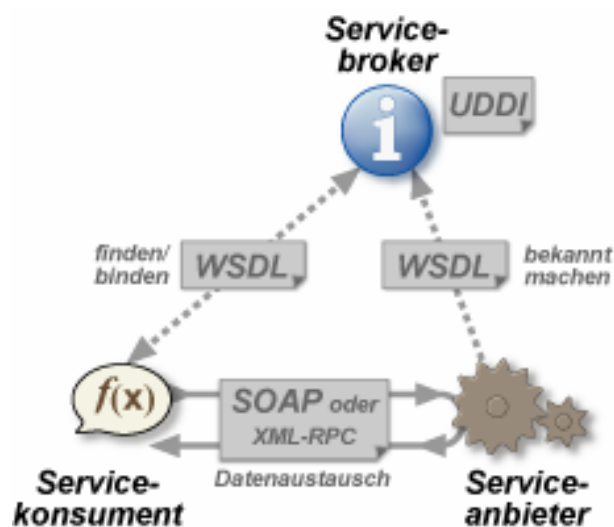 Service-
broker
UDDI
i
finden/
binden
WSDL
WSDL
bekannt
machen
f(x)
SOAP oder
XML-RPC
Datenaustausch
Service-
konsument
Service-
anbieter